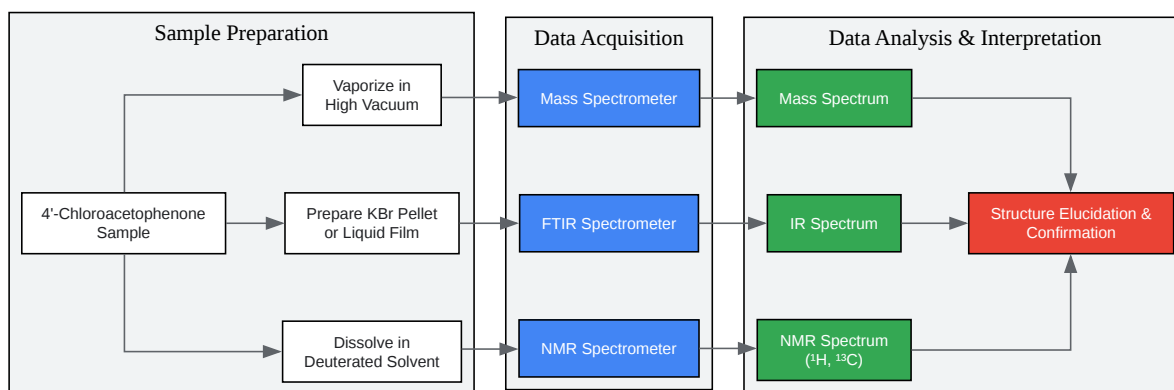 Sample Preparation
Data Acquisition
Data Analysis & Interpretation
Vaporize in
High Vacuum
Mass Spectrometer
Mass Spectrum
4'-Chloroacetophenone
Sample
Prepare KBr Pellet
or Liquid Film
FTIR Spectrometer
IR Spectrum
Structure Elucidation &
Confirmation
Dissolve in
Deuterated Solvent
NMR Spectrometer
NMR Spectrum
(¹H, ¹³C)